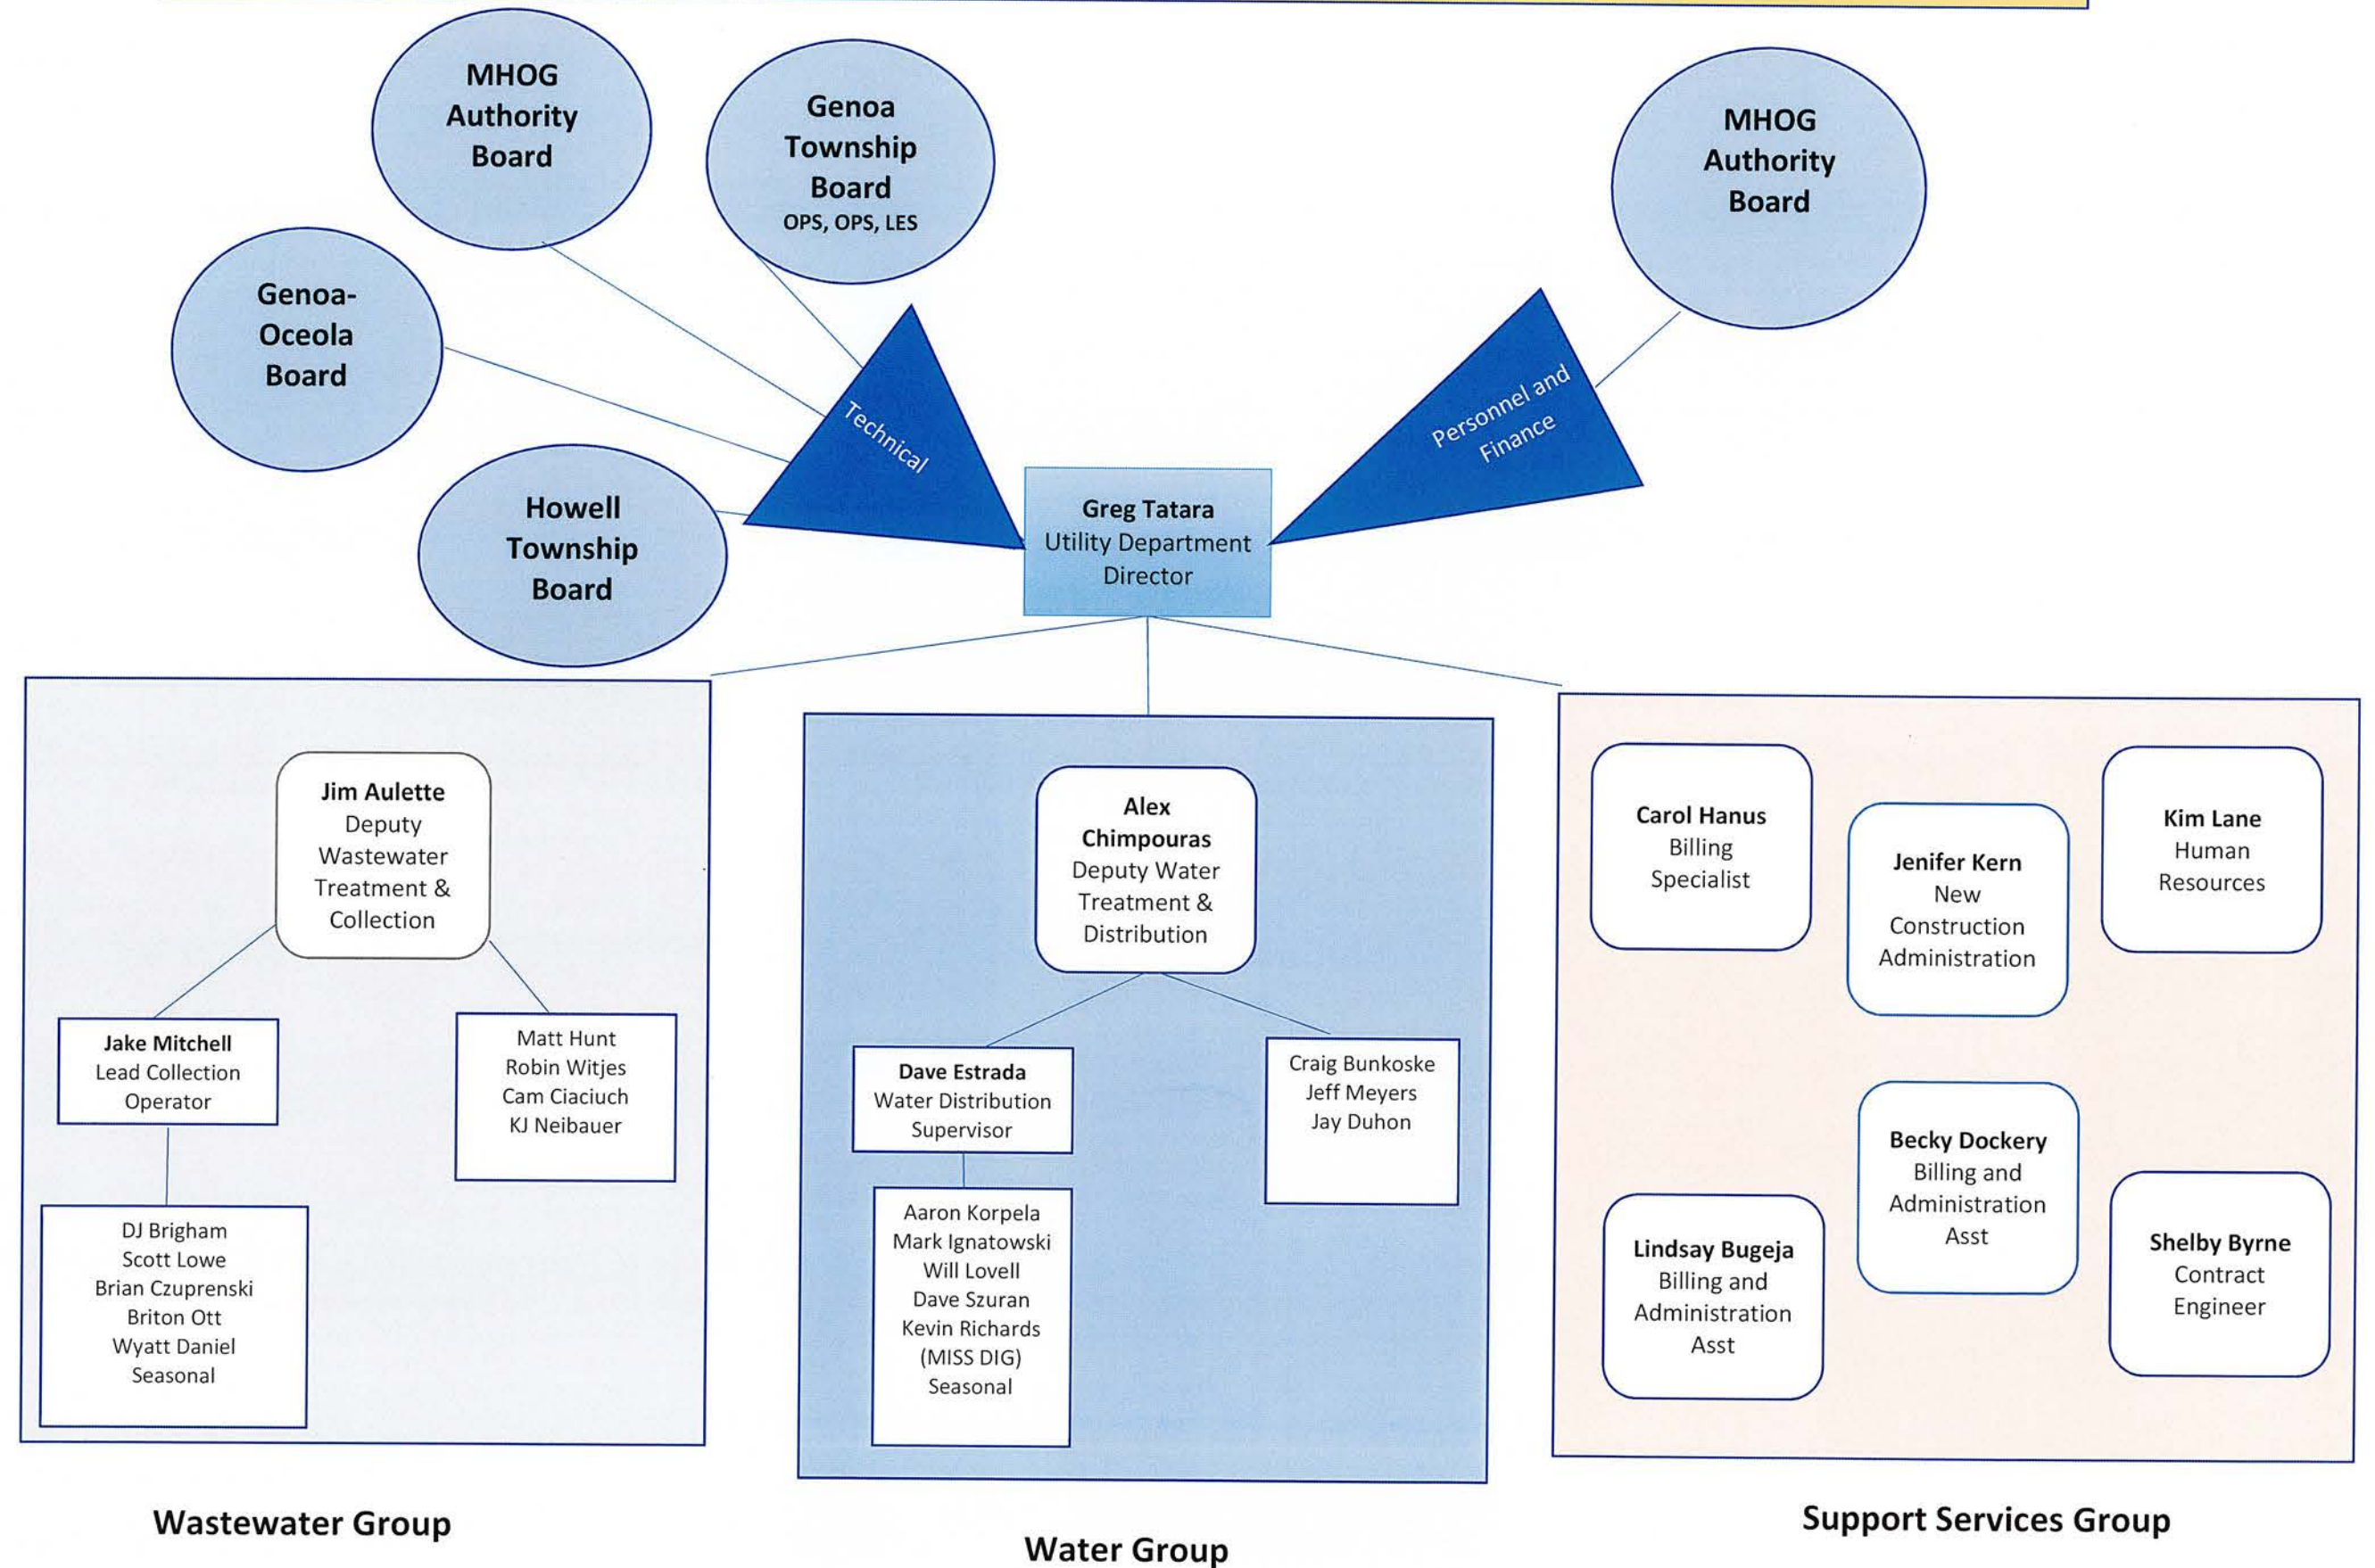 MHOG
Authority
Board
Genoa
Township
Board
OPS, OPS, LES
MHOG
Authority
Board
Genoa-
Oceola
Board
Technical
Personnel and
Finance
Howell
Township
Board
Greg Tatara
Utility Department
Director
Jim Aulette
Deputy
Wastewater
Treatment &
Collection
Jake Mitchell
Lead Collection
Operator
Matt Hunt
Robin Witjes
Cam Ciaciuch
KJ Neibauer
DJ Brigham
Scott Lowe
Brian Czuprenski
Briton Ott
Wyatt Daniel
Seasonal
Wastewater Group
Alex
Chimpouras
Deputy Water
Treatment &
Distribution
Dave Estrada
Water Distribution
Supervisor
Craig Bunkoske
Jeff Meyers
Jay Duhon
Aaron Korpela
Mark Ignatowski
Will Lovell
Dave Szuran
Kevin Richards
(MISS DIG)
Seasonal
Water Group
Carol Hanus
Billing
Specialist
Jenifer Kern
New
Construction
Administration
Kim Lane
Human
Resources
Becky Dockery
Billing and
Administration
Asst
Lindsay Bugeja
Billing and
Administration
Asst
Shelby Byrne
Contract
Engineer
Support Services Group